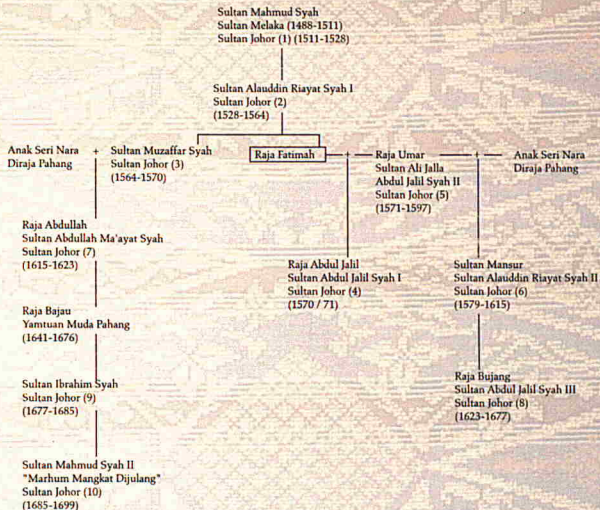 Sultan Mahmud Syah
Sultan Melaka (1488-1511)
Sultan Johor (1) (1511-1528)
Sultan Alauddin Riayat Syah I
Sultan Johor (2)
(1528-1564)
Anak Seri Nara
Diraja Pahang
+
Sultan Muzaffar Syah
Sultan Johor (3)
(1564-1570)
Raja Fatimah
+
Raja Umar
Sultan Ali Jalla
Abdul Jalil Syah II
Sultan Johor (5)
(1571-1597)
+
Anak Seri Nara
Diraja Pahang
Raja Abdullah
Sultan Abdullah Ma'ayat Syah
Sultan Johor (7)
(1615-1623)
Raja Abdul Jalil
Sultan Abdul Jalil Syah I
Sultan Johor (4)
(1570 / 71)
Sultan Mansur
Sultan Alauddin Riayat Syah II
Sultan Johor (6)
(1579-1615)
Raja Bajau
Yamtuan Muda Pahang
(1641-1676)
Raja Bujang
Sultan Abdul Jalil Syah III
Sultan Johor (8)
(1623-1677)
Sultan Ibrahim Syah
Sultan Johor (9)
(1677-1685)
Sultan Mahmud Syah II
"Marhum Mangkat Dijulang"
Sultan Johor (10)
(1685-1699)